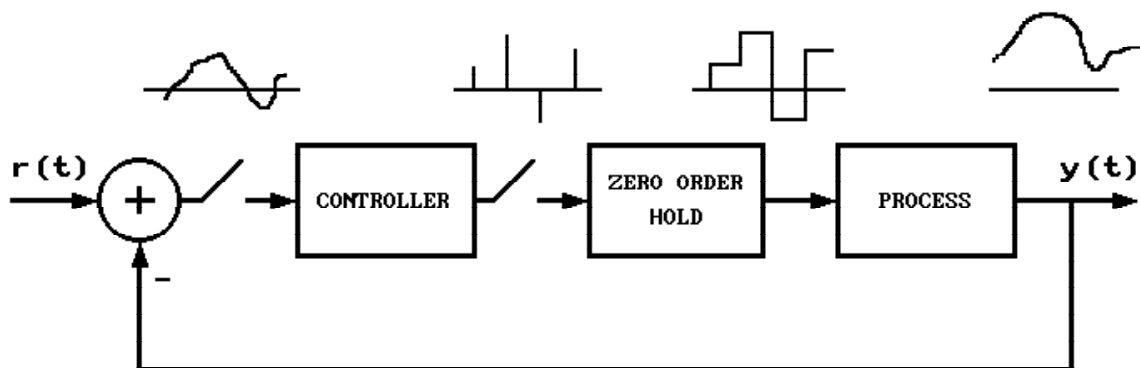 r(t)
+
-
CONTROLLER
ZERO ORDER
HOLD
PROCESS
y(t)